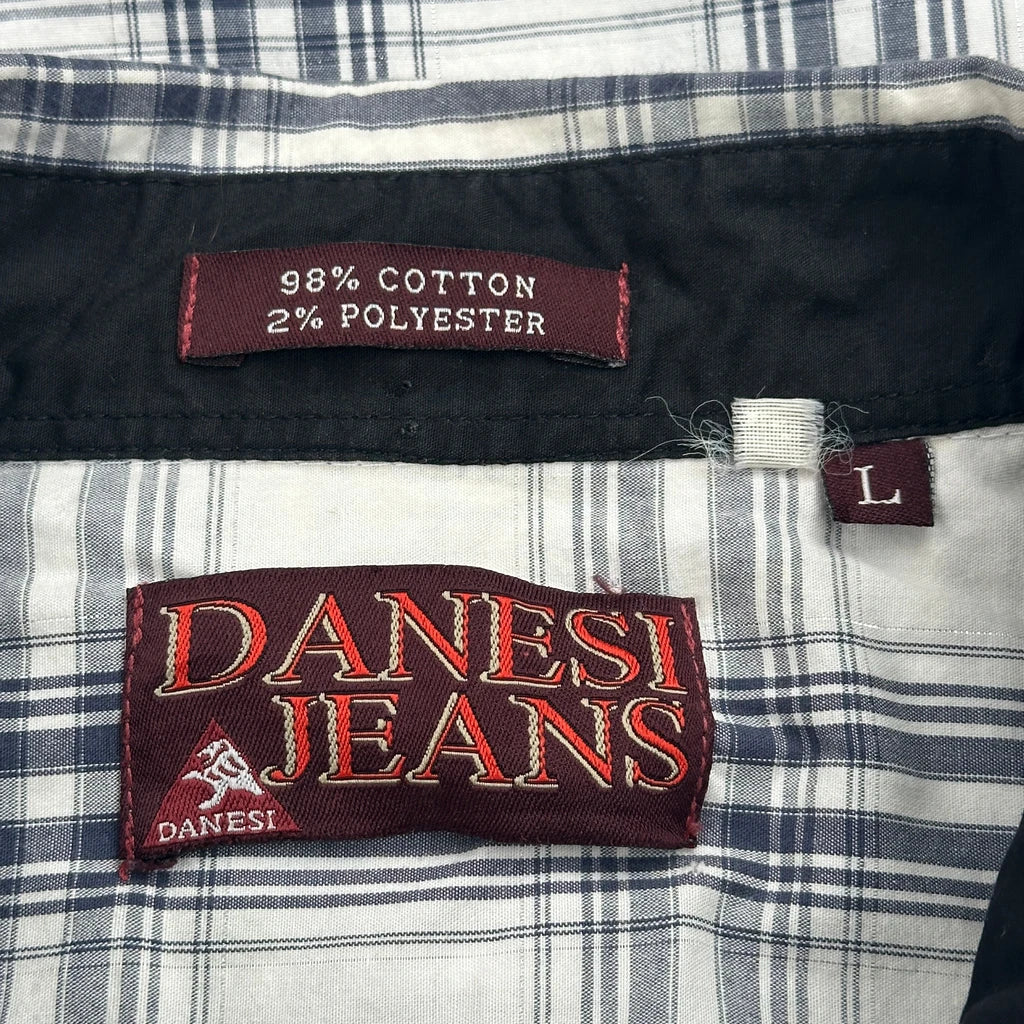 98% COTTON
2% POLYESTER
L
DANESI
JEANS
DANESI